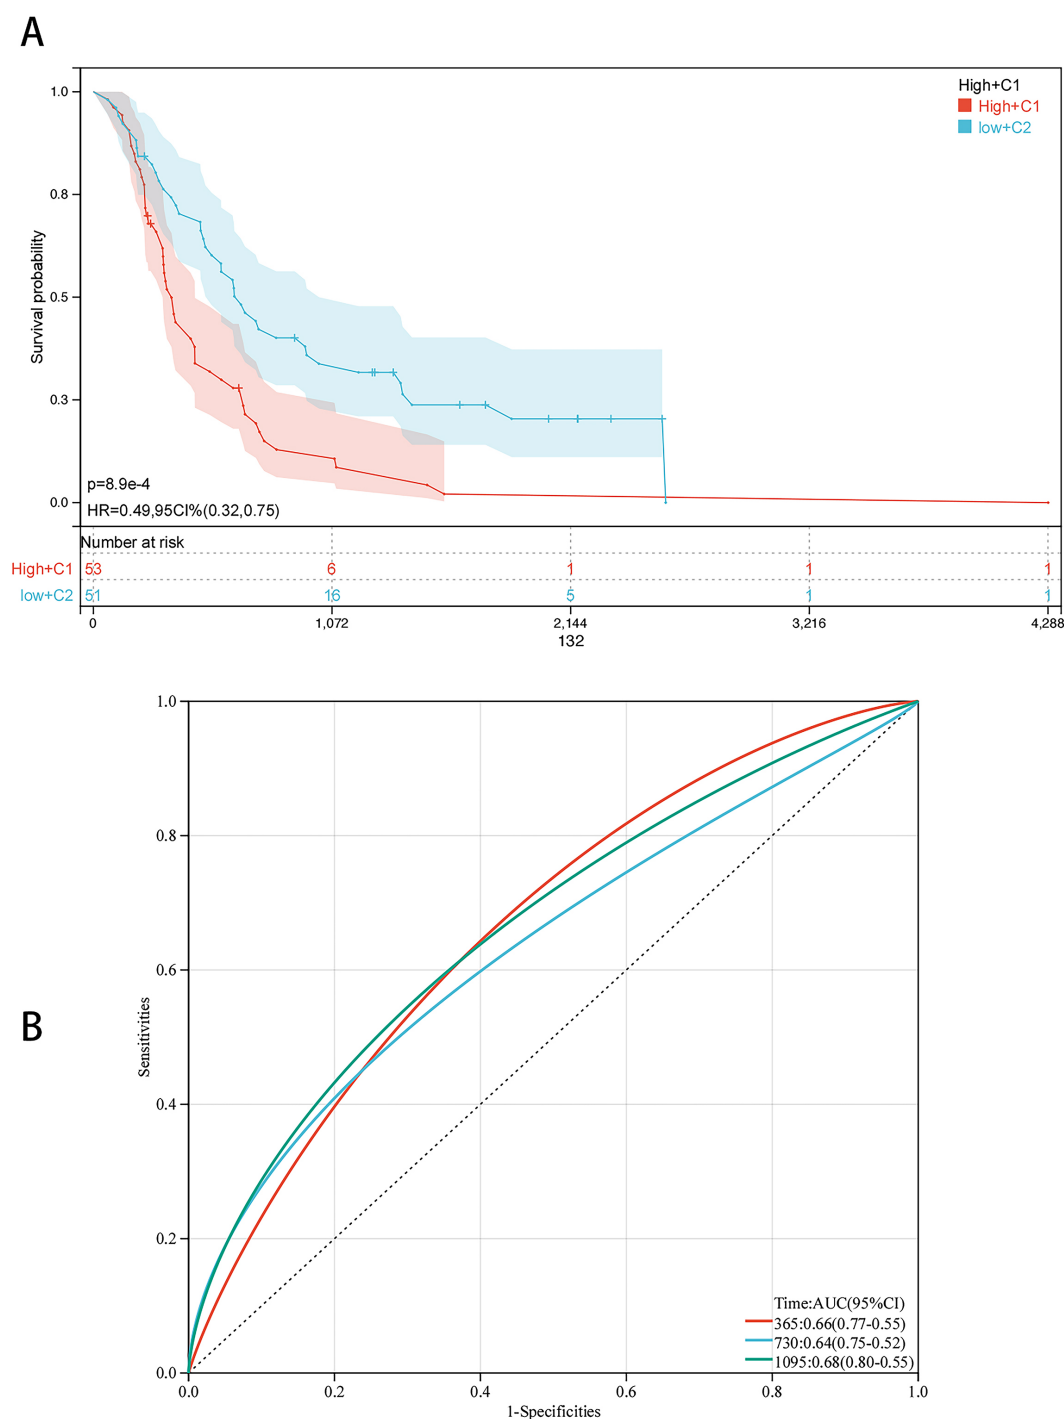 A
High+C1
High+C1
low+C2
Survival probability
1.0
0.8
0.5
0.3
0.0
p=8.9e-4
HR=0.49,95CI%(0.32,0.75)
Number at risk
High+C1 53 6 1 1 1
low+C2 51 16 5 1 1
0 1,072 2,144 3,216 4,288
132
B
Sensitivities
1.0
0.8
0.6
0.4
0.2
0.0
Time:AUC(95%CI)
365:0.66(0.77-0.55)
730:0.64(0.75-0.52)
1095:0.68(0.80-0.55)
0.0 0.2 0.4 0.6 0.8 1.0
1-Specificities